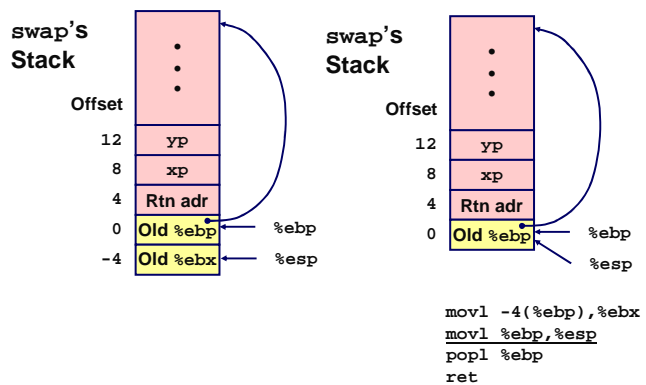 swap's
Stack
Offset
12 yp
8 xp
4 Rtn adr
0 Old %ebp %ebp
-4 Old %ebx %esp
swap's
Stack
Offset
12 yp
8 xp
4 Rtn adr
0 Old %ebp %ebp
%esp
movl -4(%ebp),%ebx
movl %ebp,%esp
popl %ebp
ret